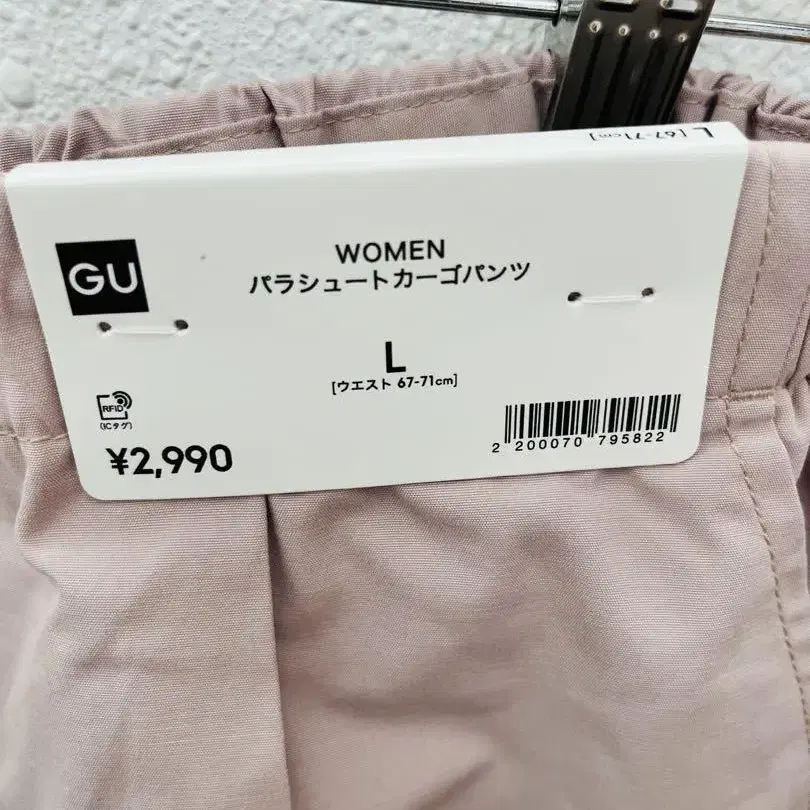 L [67-71cm]
GU
WOMEN
パラシュートカーゴパンツ
L
[ウエスト 67-71cm]
RFID
(ICタグ)
¥2,990
2 200070 795822